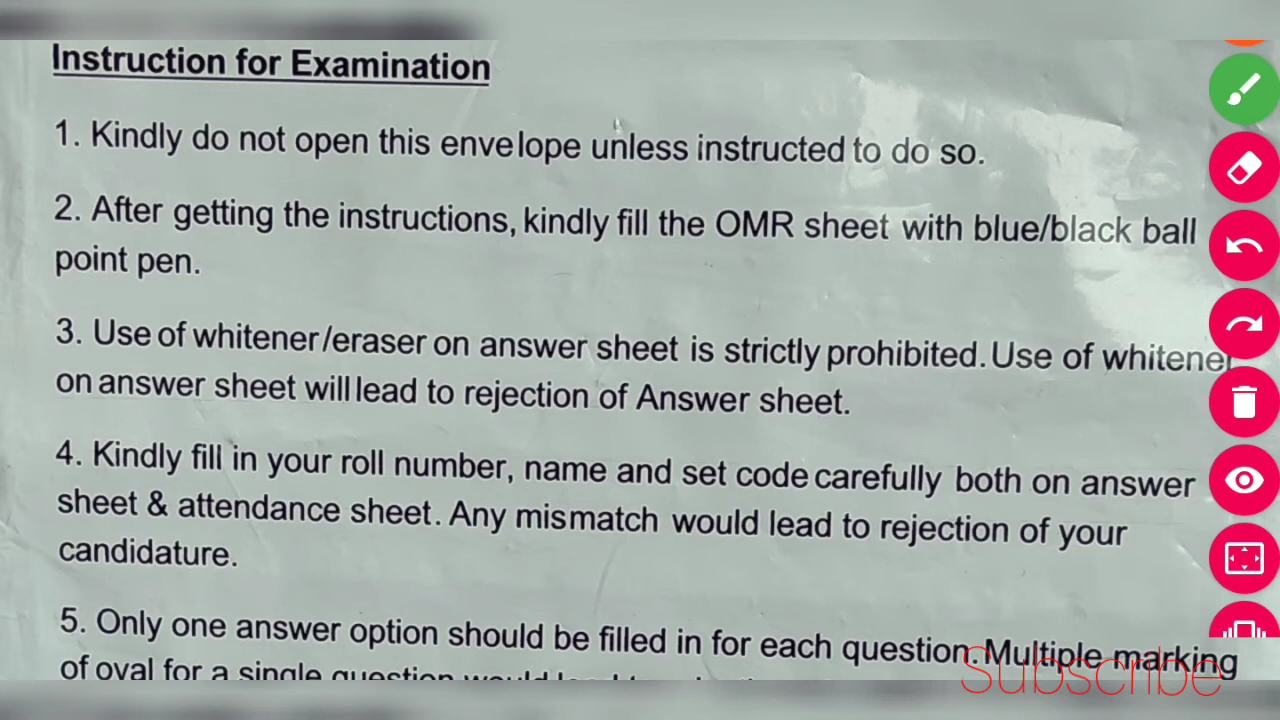 Instruction for Examination
1. Kindly do not open this envelope unless instructed to do so.
2. After getting the instructions, kindly fill the OMR sheet with blue/black ball
point pen.
3. Use of whitener/eraser on answer sheet is strictly prohibited. Use of whitener
on answer sheet will lead to rejection of Answer sheet.
4. Kindly fill in your roll number, name and set code carefully both on answer
sheet & attendance sheet. Any mismatch would lead to rejection of your
candidature.
5. Only one answer option should be filled in for each question. Multiple marking
of oval for a single question would lead to
Subscribe